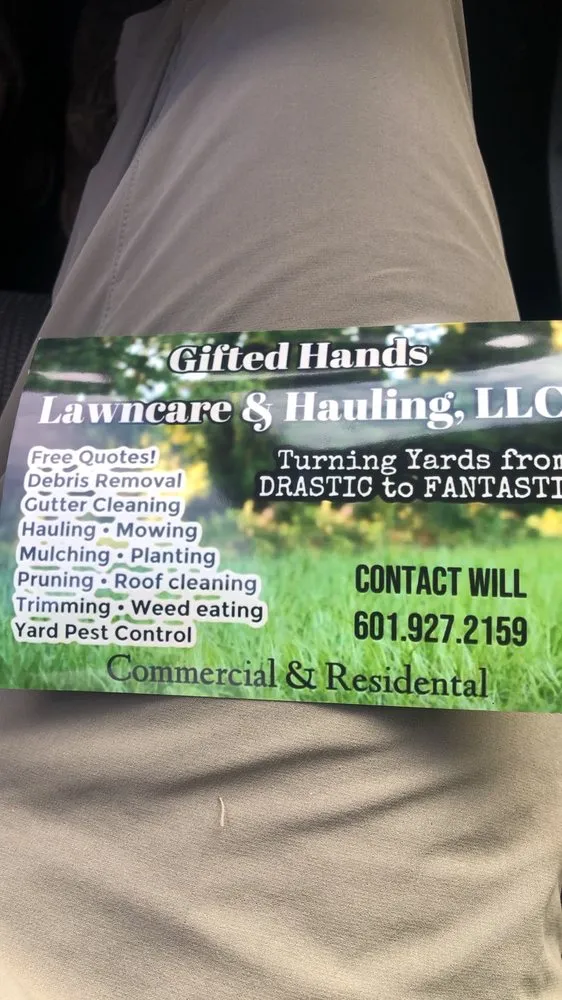 Gifted Hands
Lawncare & Hauling, LLC
Free Quotes!
Debris Removal
Gutter Cleaning
Hauling • Mowing
Mulching • Planting
Pruning • Roof cleaning
Trimming • Weed eating
Yard Pest Control
Turning Yards from
DRASTIC to FANTASTI
CONTACT WILL
601.927.2159
Commercial & Residental